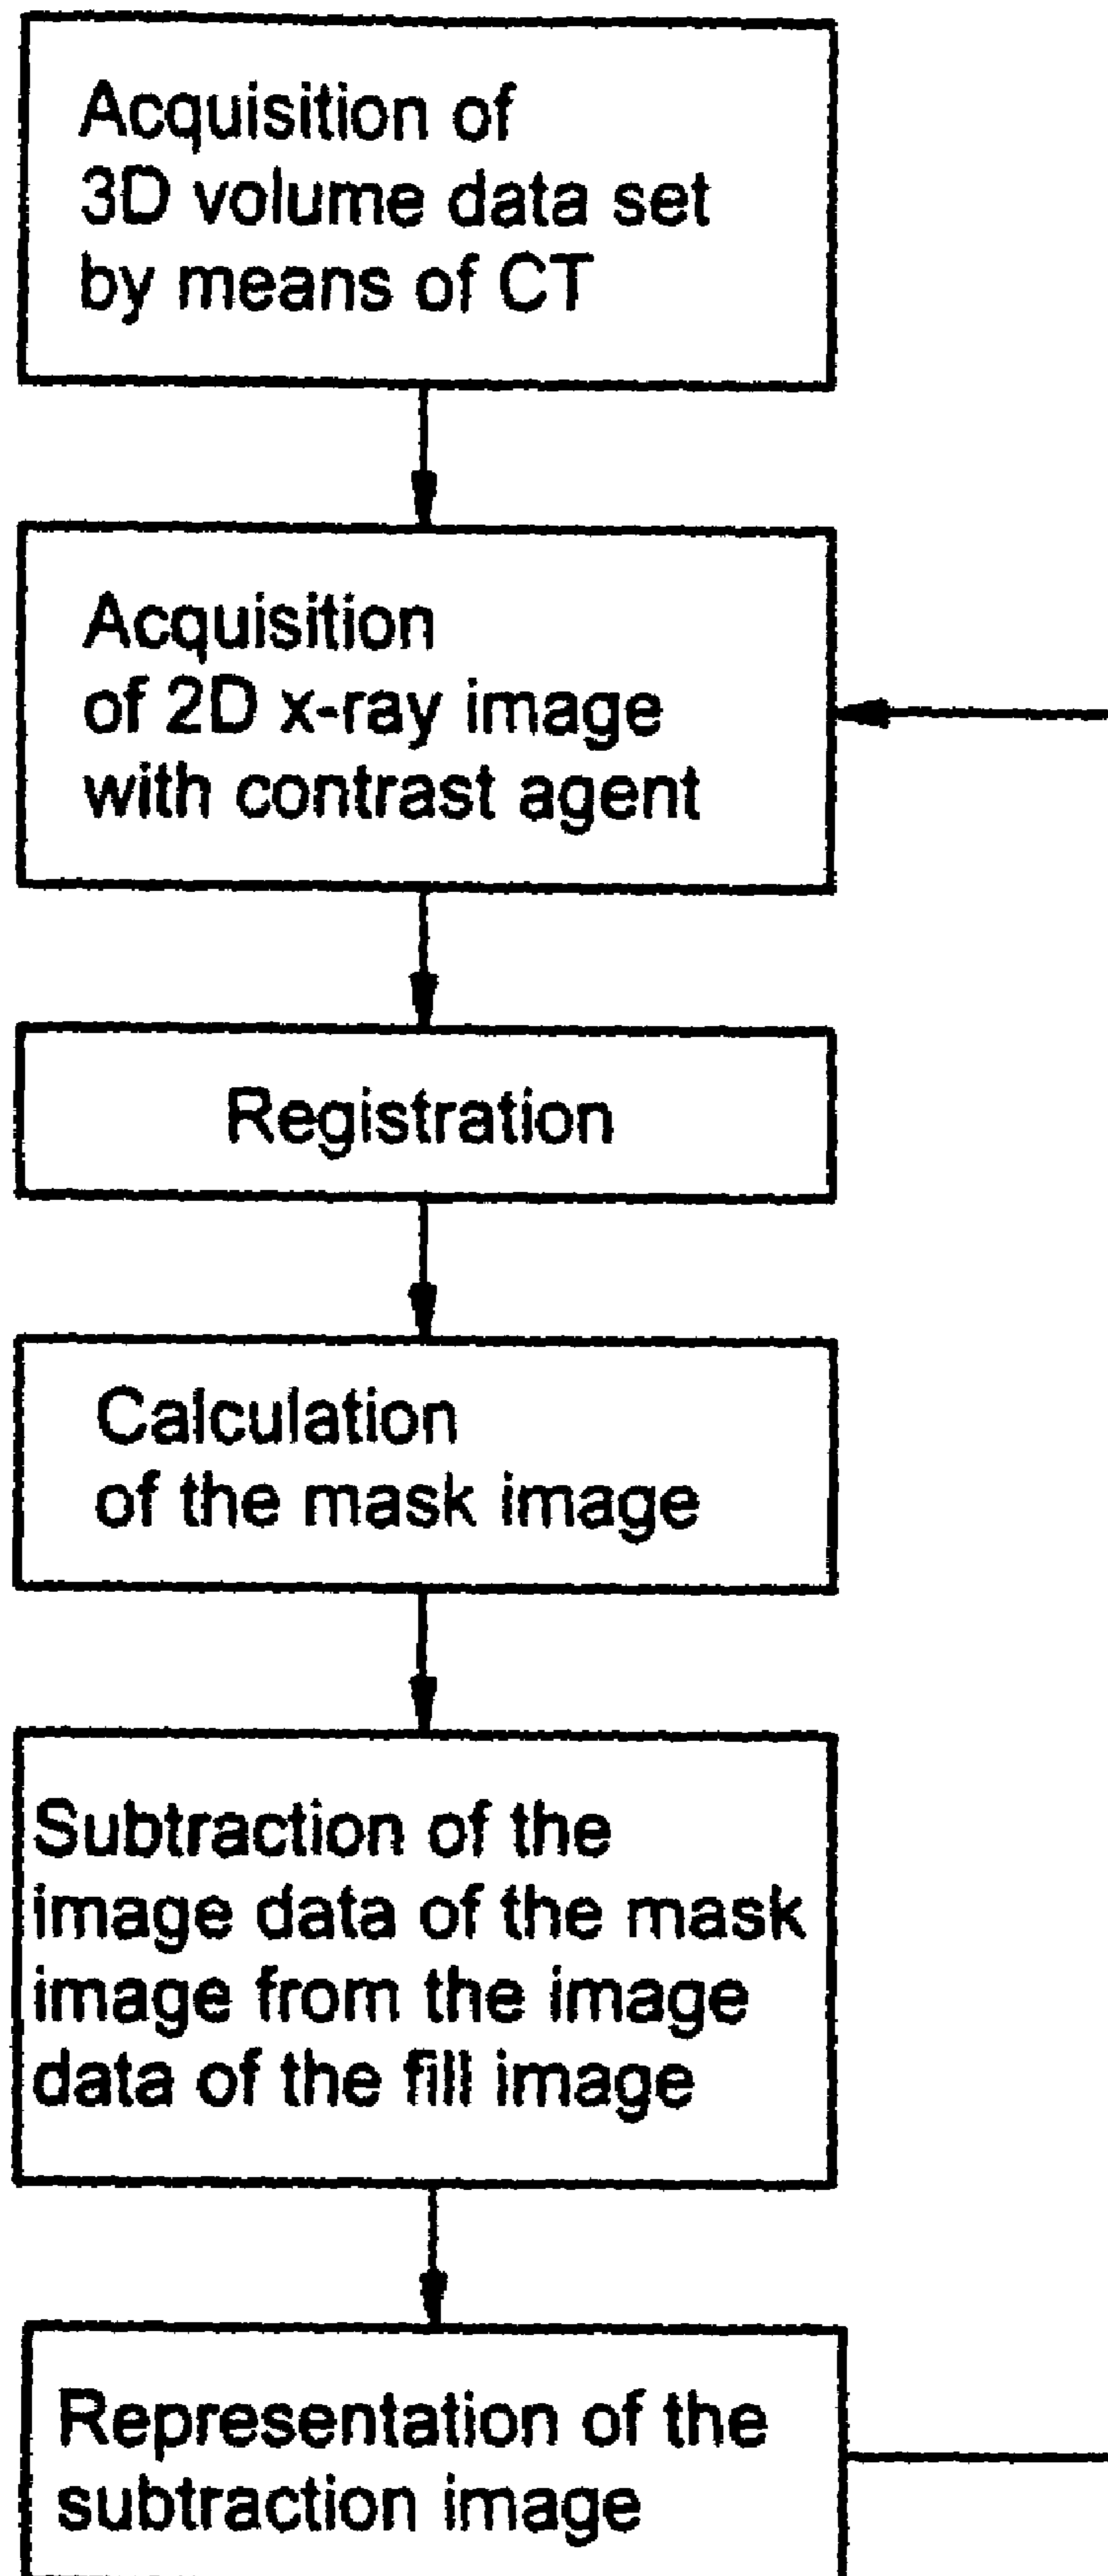 Acquisition of
3D volume data set
by means of CT
Acquisition
of 2D x-ray image
with contrast agent
Registration
Calculation
of the mask image
Subtraction of the
image data of the mask
image from the image
data of the fill image
Representation of the
subtraction image